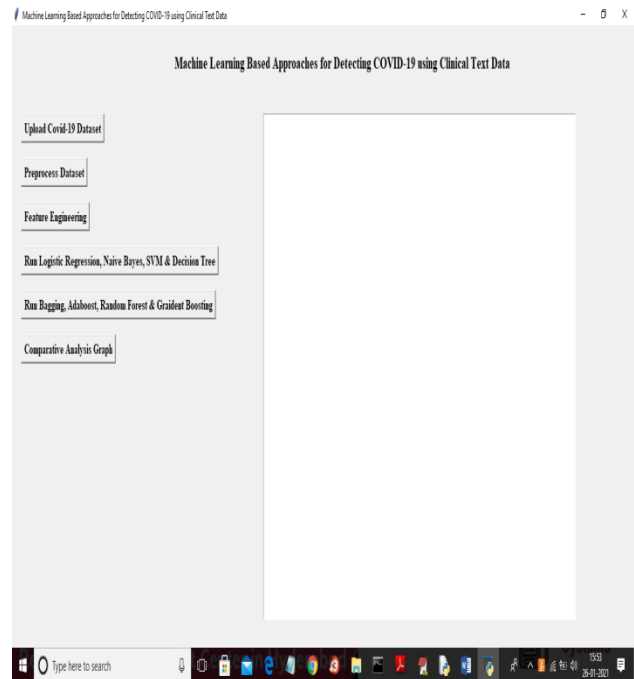 Machine Learning Based Approaches for Detecting COVID-19 using Clinical Text Data
Machine Learning Based Approaches for Detecting COVID-19 using Clinical Text Data
Upload Covid-19 Dataset
Preprocess Dataset
Feature Engineering
Run Logistic Regression, Naive Bayes, SVM & Decision Tree
Run Bagging, Adaboost, Random Forest & Graident Boosting
Comparative Analysis Graph
Type here to search
15:53
26-01-2021